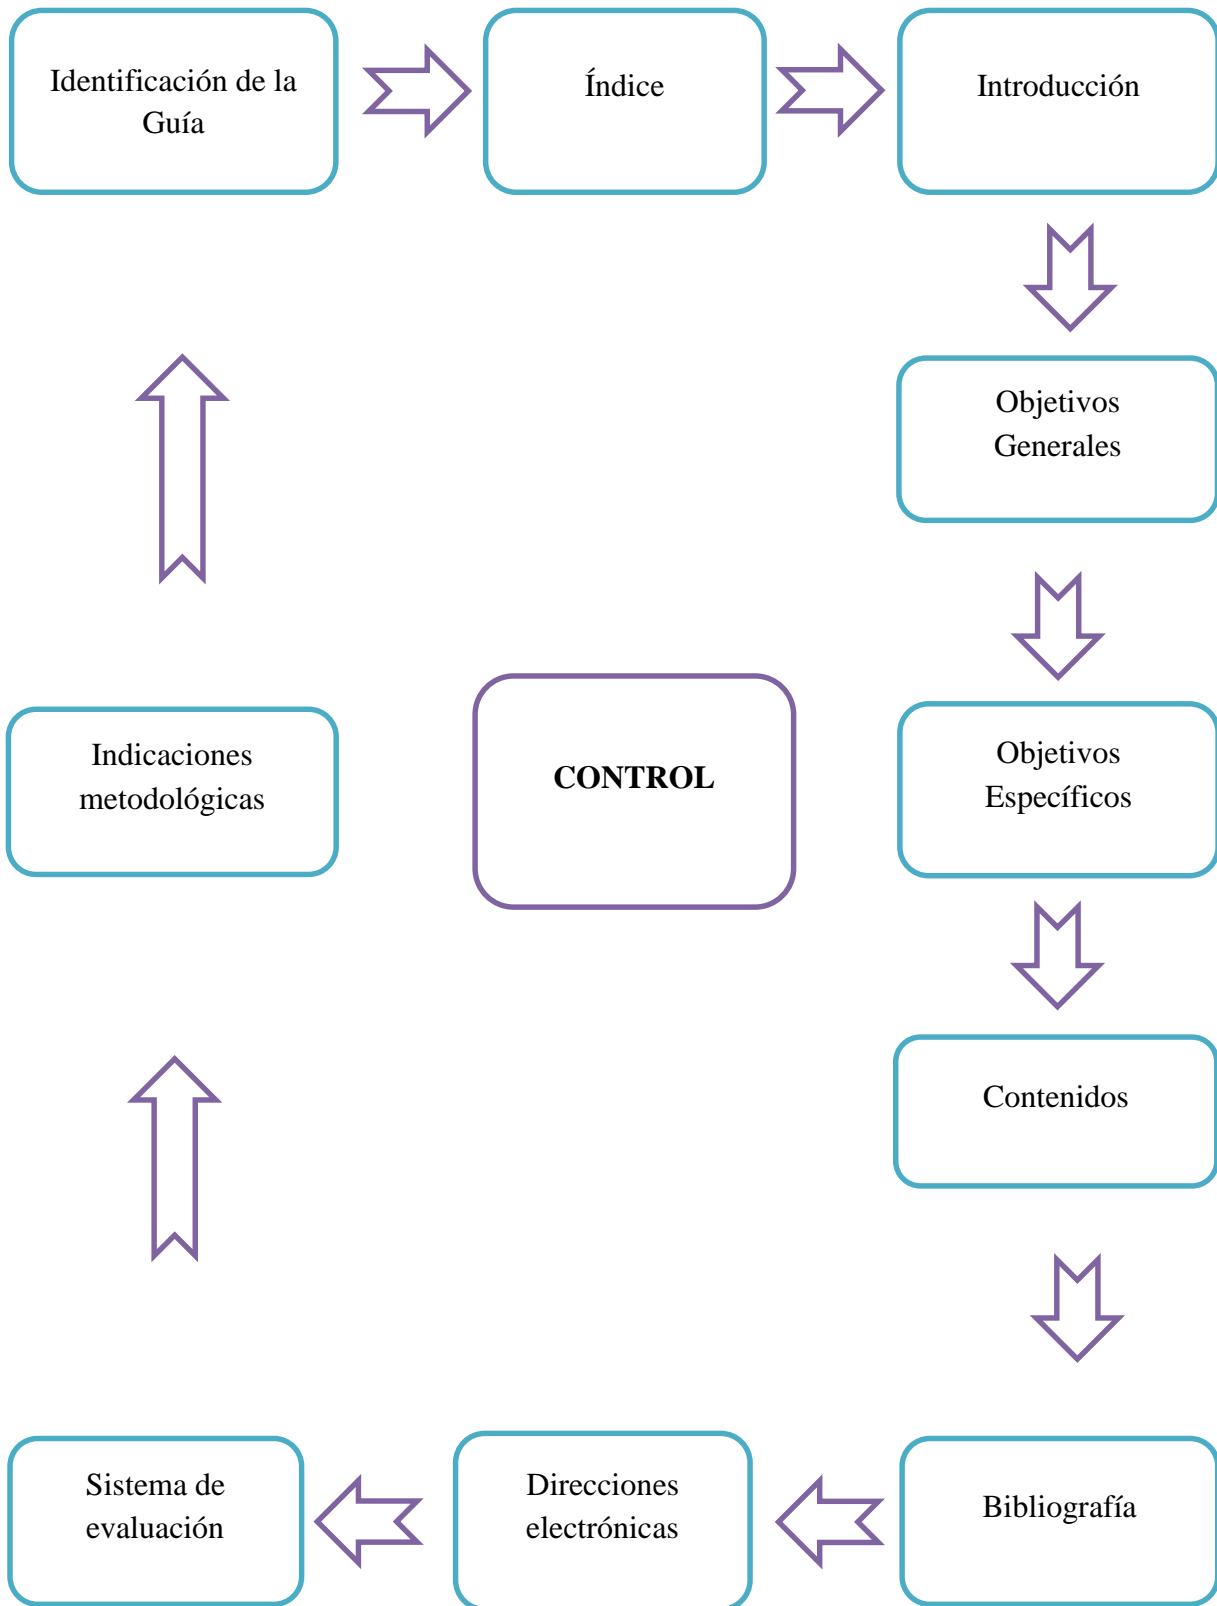 Identificación de la
Guía
Índice
Introducción
Objetivos
Generales
Objetivos
Específicos
Indicaciones
metodológicas
CONTROL
Contenidos
Bibliografía
Direcciones
electrónicas
Sistema de
evaluación